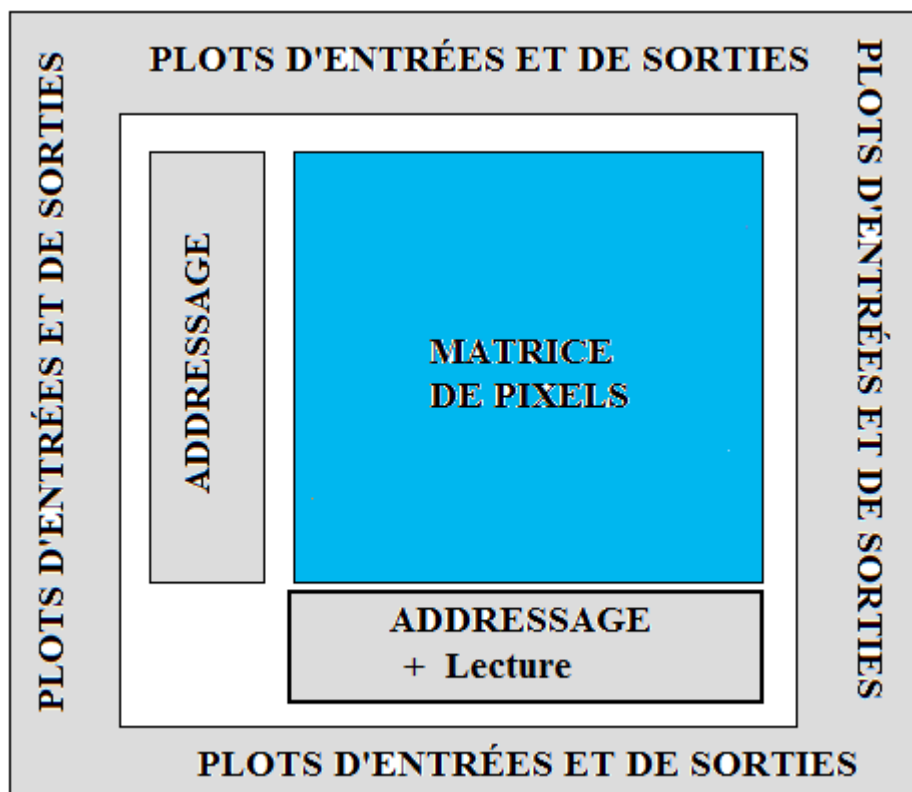 PLOTS D'ENTRÉES ET DE SORTIES
PLOTS D'ENTRÉES ET DE SORTIES
ADDRESSAGE
MATRICE
DE PIXELS
PLOTS D'ENTRÉES ET DE SORTIES
ADDRESSAGE
+ Lecture
PLOTS D'ENTRÉES ET DE SORTIES